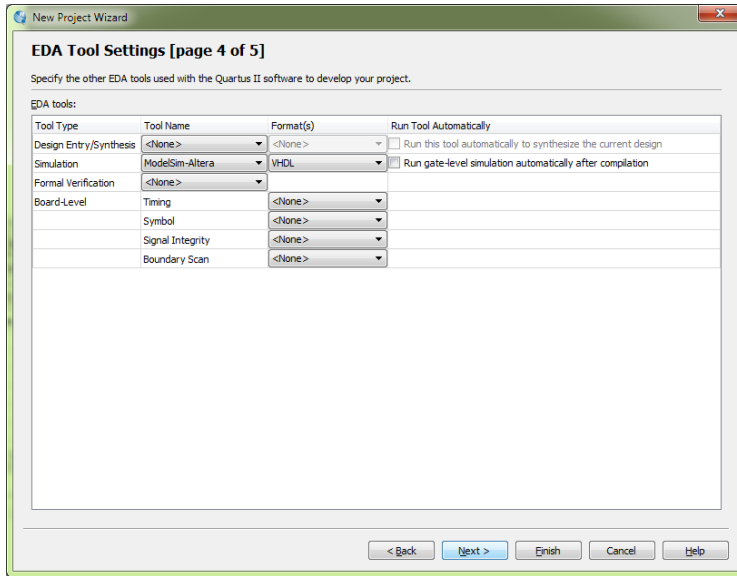 New Project Wizard
EDA Tool Settings [page 4 of 5]
Specify the other EDA tools used with the Quartus II software to develop your project.
EDA tools:
Tool Type Tool Name Format(s) Run Tool Automatically
Design Entry/Synthesis <None> <None> Run this tool automatically to synthesize the current design
Simulation ModelSim-Altera VHDL Run gate-level simulation automatically after compilation
Formal Verification <None>
Board-Level Timing <None>
Symbol <None>
Signal Integrity <None>
Boundary Scan <None>
< Back Next > Finish Cancel Help